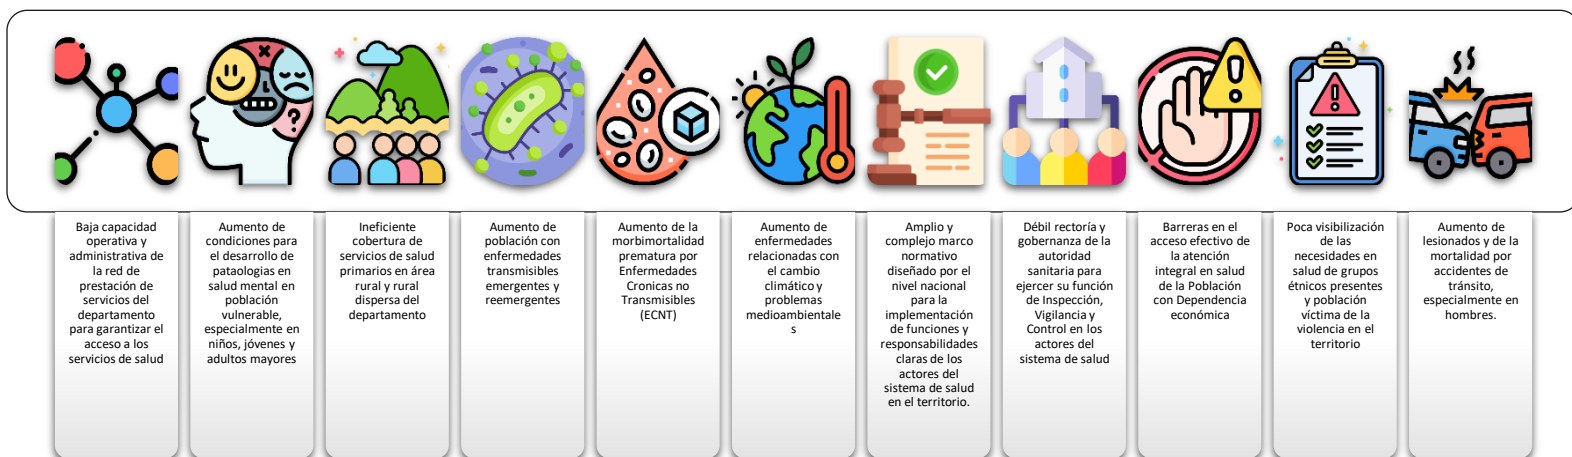 Baja capacidad
operativa y
administrativa de
la red de
prestación de
servicios del
departamento
para garantizar el
acceso a los
servicios de salud
Aumento de
condiciones para
el desarrollo de
pataologias en
salud mental en
población
vulnerable,
especialmente en
niños, jóvenes y
adultos mayores
Ineficiente
cobertura de
servicios de salud
primarios en área
rural y rural
dispersa del
departamento
Aumento de
población con
enfermedades
transmisibles
emergentes y
reemergentes
Aumento de la
morbimortalidad
prematura por
Enfermedades
Cronicas no
Transmisibles
(ECNT)
Aumento de
enfermedades
relacionadas con
el cambio
climático y
problemas
medioambientale
s
Amplio y
complejo marco
normativo
diseñado por el
nivel nacional
para la
implementación
de funciones y
responsabilidades
claras de los
actores del
sistema de salud
en el territorio.
Débil rectoría y
gobernanza de la
autoridad
sanitaria para
ejercer su función
de Inspección,
Vigilancia y
Control en los
actores del
sistema de salud
Barreras en el
acceso efectivo de
la atención
integral en salud
de la Población
con Dependencia
económica
Poca visibilización
de las
necesidades en
salud de grupos
étnicos presentes
y población
víctima de la
violencia en el
territorio
Aumento de
lesionados y de la
mortalidad por
accidentes de
tránsito,
especialmente en
hombres.